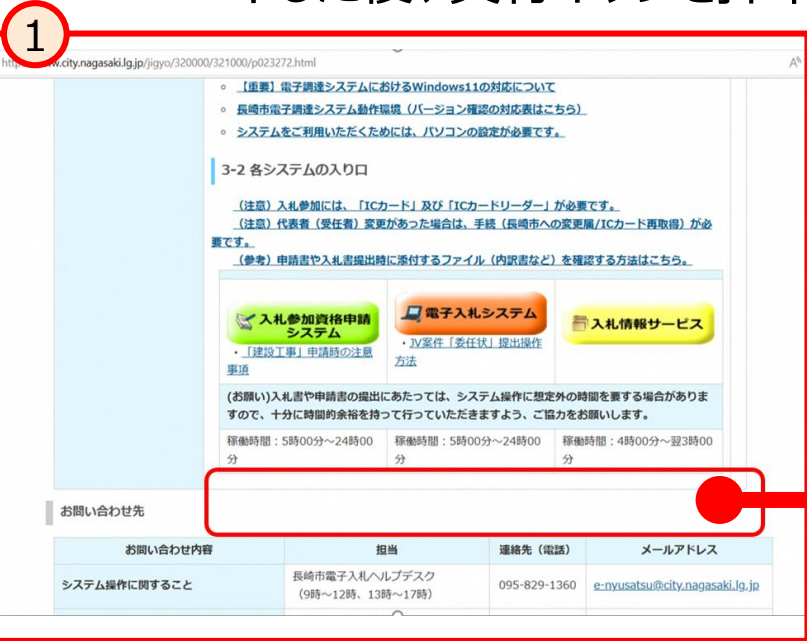 1
w.city.nagasaki.lg.jp/jigyo/320000/321000/p023272.html
【重要】電子調達システムにおけるWindows11の対応について
長崎市電子調達システム動作環境（バージョン確認の対応表はこちら）
システムをご利用いただくためには、パソコンの設定が必要です。
3-2 各システムの入り口
（注意）入札参加には、「ICカード」及び「ICカードリーダー」が必要です。
（注意）代表者（受任者）変更があった場合は、手続（長崎市への変更届/ICカード再取得）が必
要です。
（参考）申請書や入札書提出時に添付するファイル（内訳書など）を確認する方法はこちら。
入札参加資格申請
システム
・「建設工事」申請時の注意
事項
電子入札システム
・JV案件「委任状」提出操作
方法
入札情報サービス
(お願い)入札書や申請書の提出にあたっては、システム操作に想定外の時間を要する場合がありま
すので、十分に時間的余裕を持って行っていただきますよう、ご協力をお願いします。
稼働時間：5時00分～24時00
分
稼働時間：5時00分～24時00
分
稼働時間：4時00分～翌3時00
分
お問い合わせ先
お問い合わせ内容 担当 連絡先（電話） メールアドレス
システム操作に関すること
長崎市電子入札ヘルプデスク
（9時～12時、13時～17時）
095-829-1360
e-nyusatsu@city.nagasaki.lg.jp